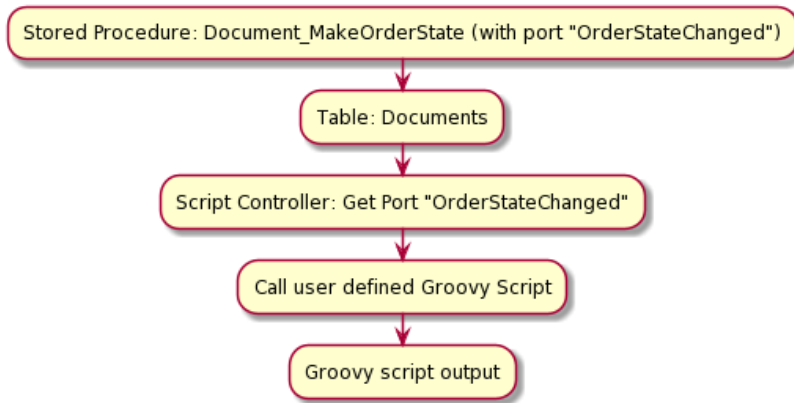 Stored Procedure: Document_MakeOrderState (with port "OrderStateChanged")
Table: Documents
Script Controller: Get Port "OrderStateChanged"
Call user defined Groovy Script
Groovy script output